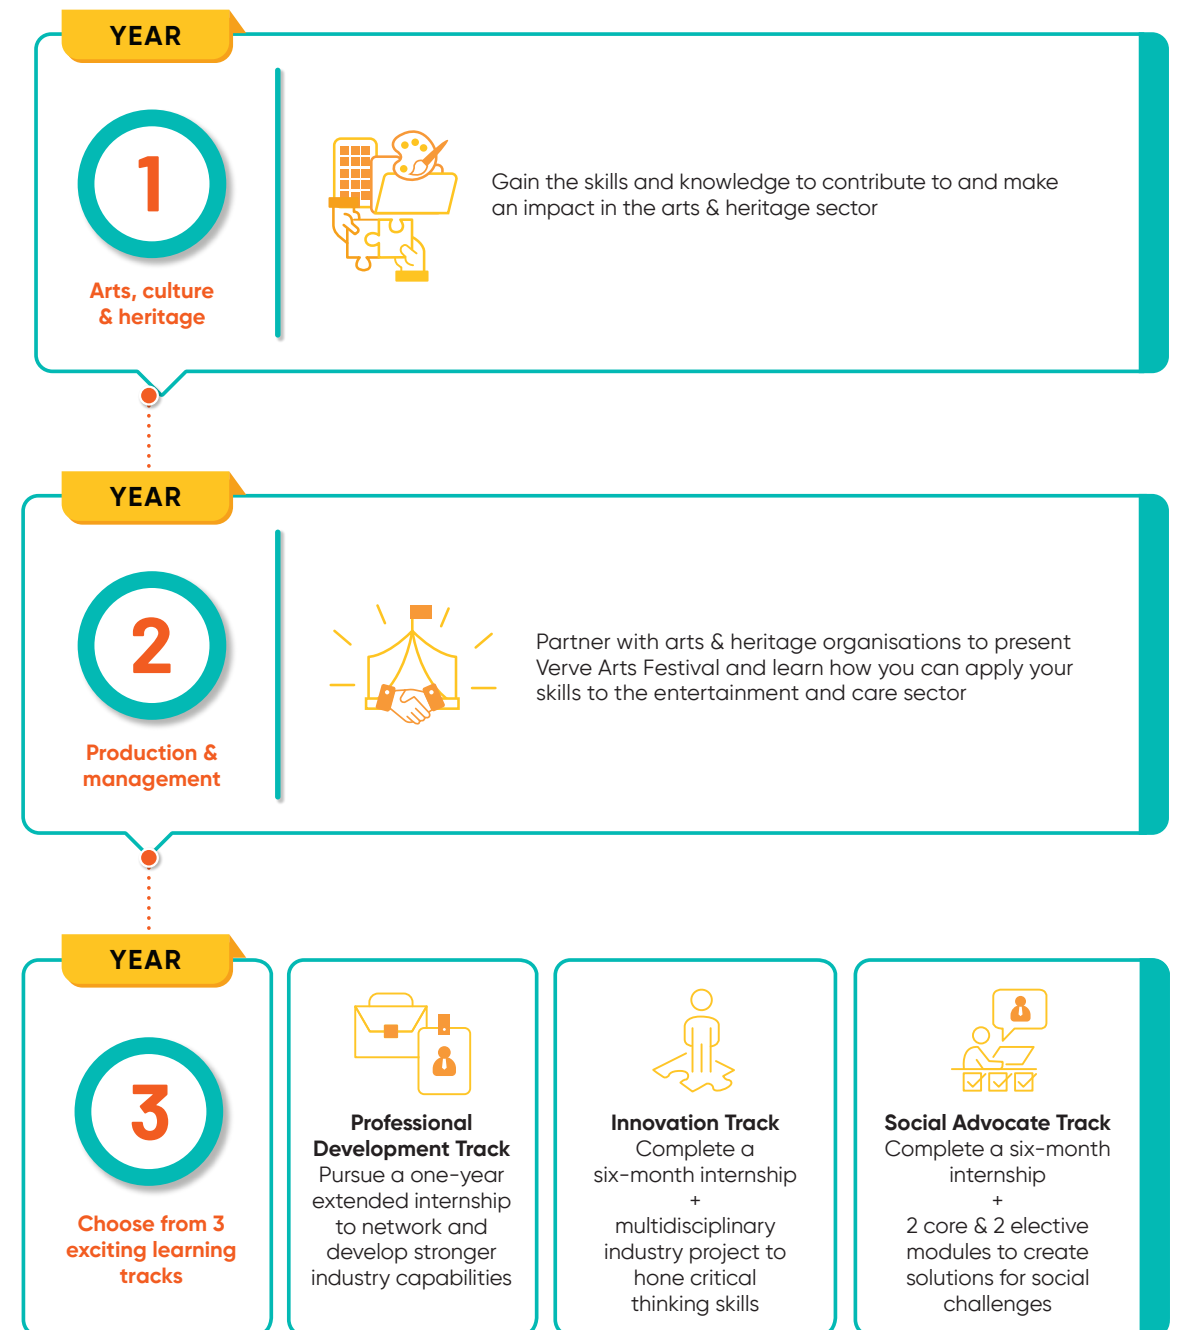 YEAR
1
Arts, culture
& heritage
Gain the skills and knowledge to contribute to and make
an impact in the arts & heritage sector
YEAR
2
Production &
management
Partner with arts & heritage organisations to present
Verve Arts Festival and learn how you can apply your
skills to the entertainment and care sector
YEAR
3
Choose from 3
exciting learning
tracks
Professional
Development Track
Pursue a one-year
extended internship
to network and
develop stronger
industry capabilities
Innovation Track
Complete a
six-month internship
+
multidisciplinary
industry project to
hone critical
thinking skills
Social Advocate Track
Complete a six-month
internship
+
2 core & 2 elective
modules to create
solutions for social
challenges